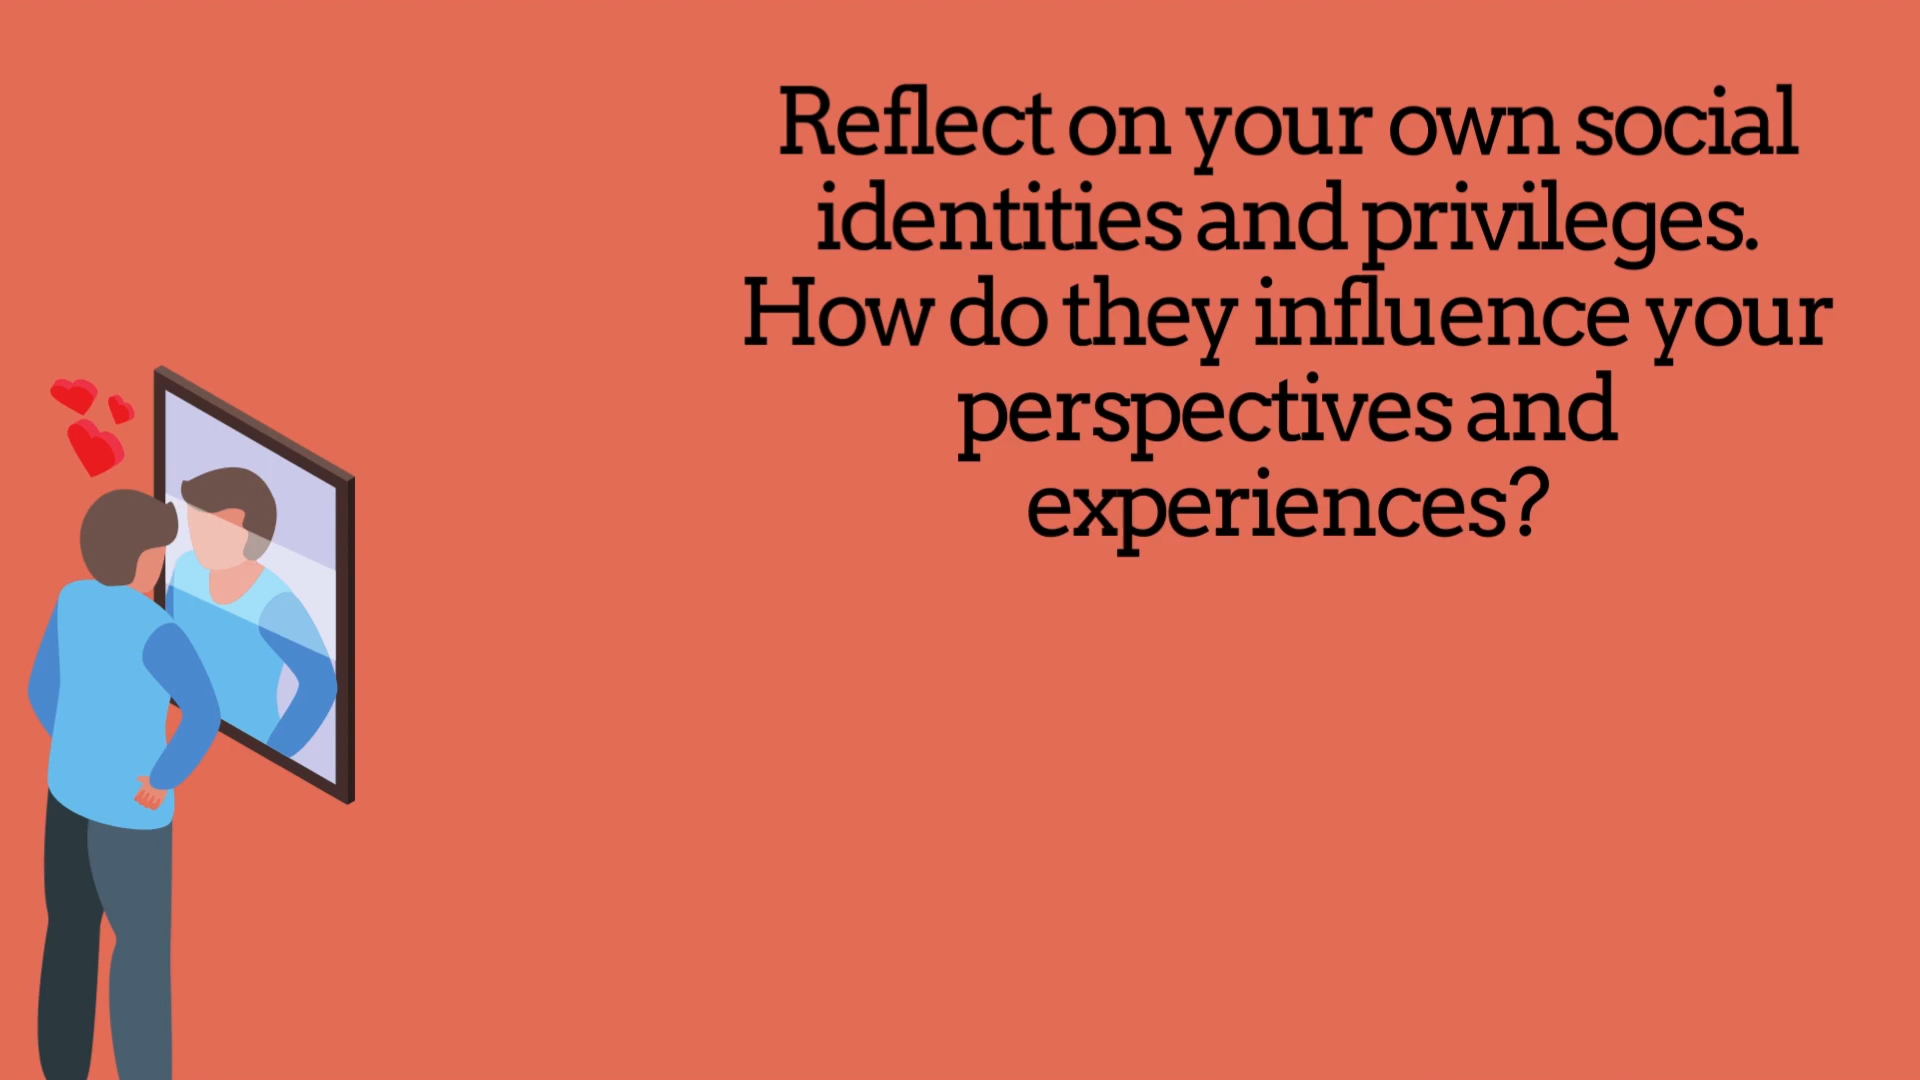 Reflect on your own social
identities and privileges.
How do they influence your
perspectives and
experiences?